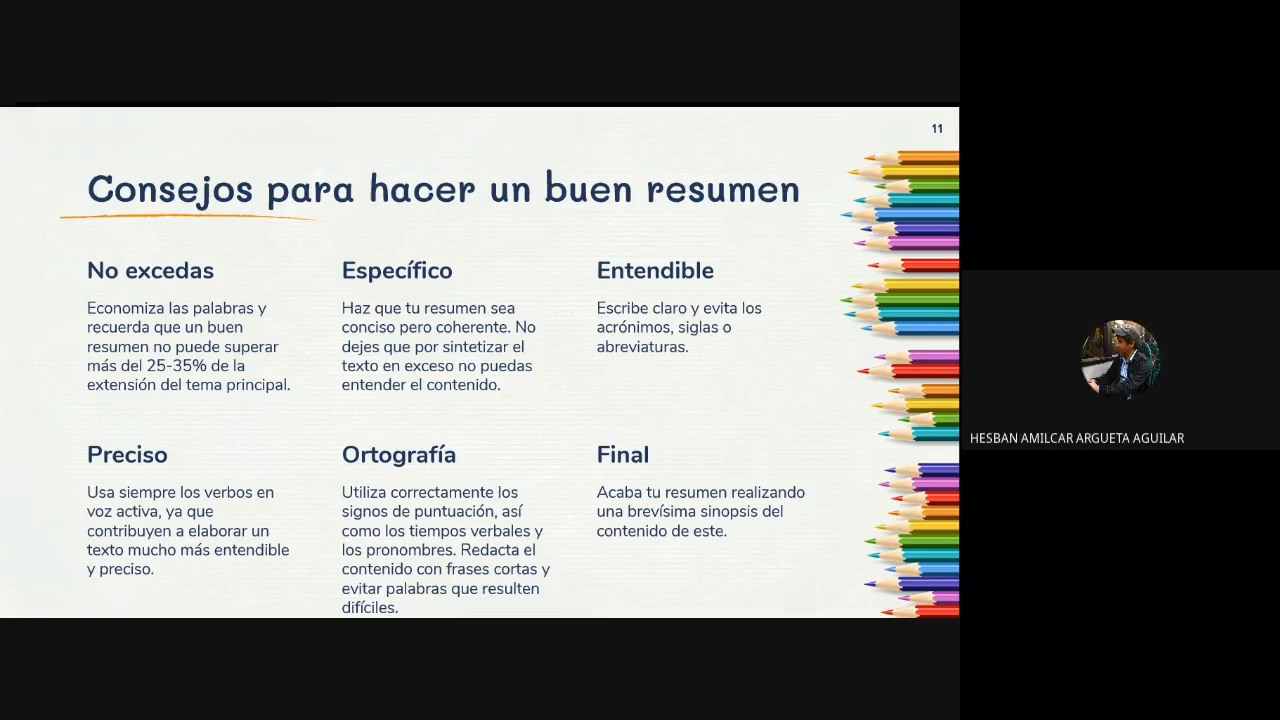 11
Consejos para hacer un buen resumen
No excedas
Economiza las palabras y
recuerda que un buen
resumen no puede superar
más del 25-35% de la
extensión del tema principal.
Específico
Haz que tu resumen sea
conciso pero coherente. No
dejes que por sintetizar el
texto en exceso no puedas
entender el contenido.
Entendible
Escribe claro y evita los
acrónimos, siglas o
abreviaturas.
Preciso
Usa siempre los verbos en
voz activa, ya que
contribuyen a elaborar un
texto mucho más entendible
y preciso.
Ortografía
Utiliza correctamente los
signos de puntuación, así
como los tiempos verbales y
los pronombres. Redacta el
contenido con frases cortas y
evitar palabras que resulten
difíciles.
Final
Acaba tu resumen realizando
una brevísima sinopsis del
contenido de este.
HESBAN AMILCAR ARGUETA AGUILAR